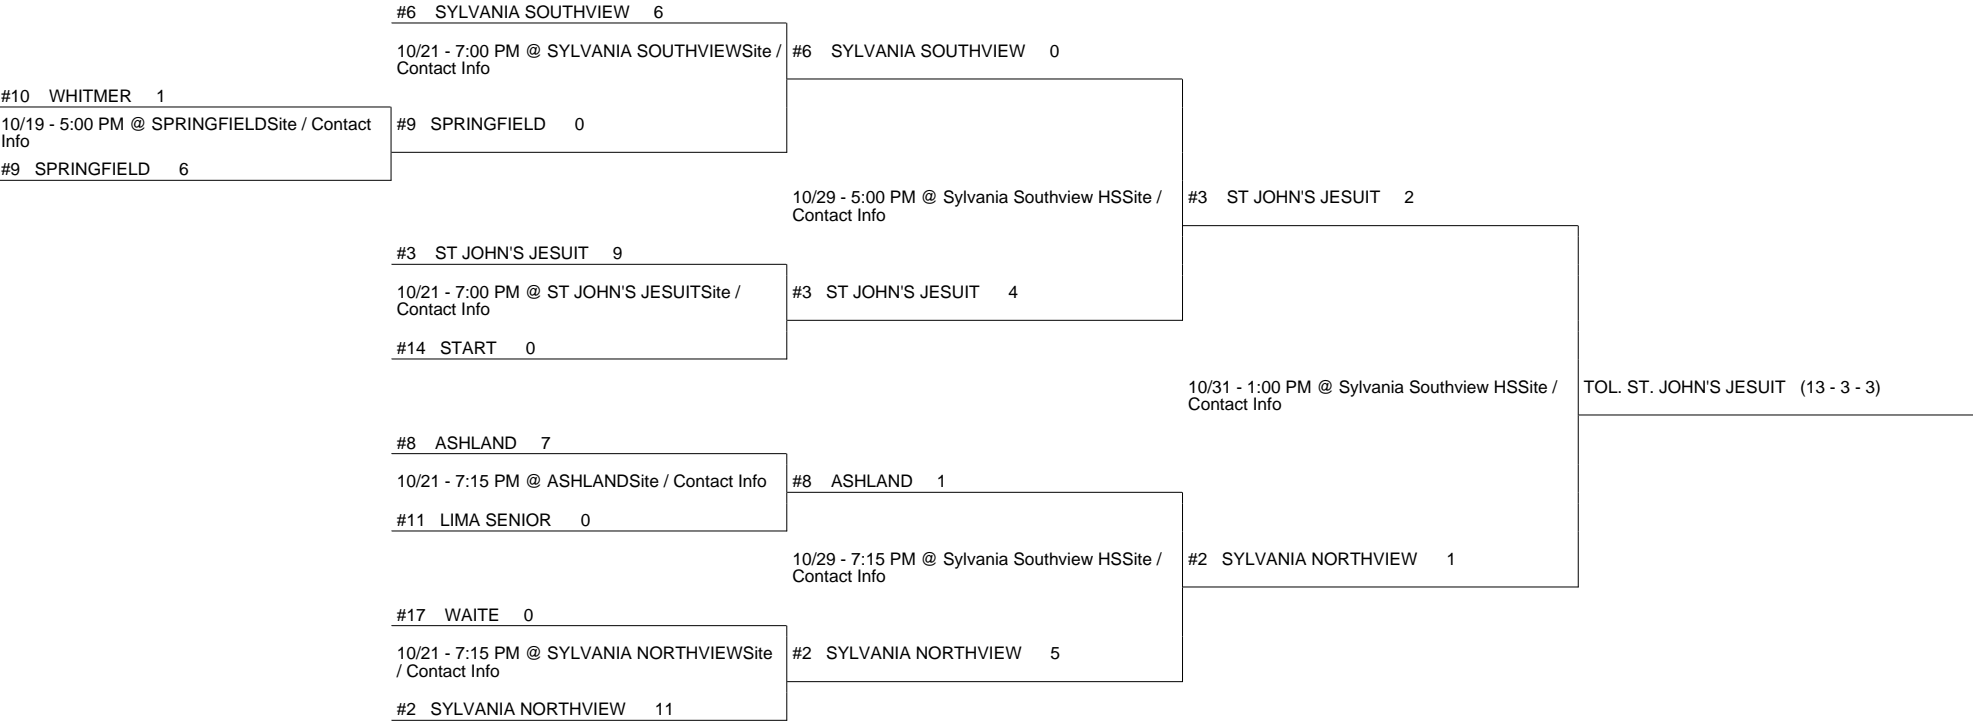 #6 SYLVANIA SOUTHVIEW 6
10/21 - 7:00 PM @ SYLVANIA SOUTHVIEWSite /
Contact Info
#6 SYLVANIA SOUTHVIEW 0
#10 WHITMER 1
10/19 - 5:00 PM @ SPRINGFIELDSite / Contact
Info
#9 SPRINGFIELD 0
#9 SPRINGFIELD 6
10/29 - 5:00 PM @ Sylvania Southview HSSite /
Contact Info
#3 ST JOHN'S JESUIT 2
#3 ST JOHN'S JESUIT 9
10/21 - 7:00 PM @ ST JOHN'S JESUITSite /
Contact Info
#3 ST JOHN'S JESUIT 4
#14 START 0
10/31 - 1:00 PM @ Sylvania Southview HSSite /
Contact Info
TOL. ST. JOHN'S JESUIT (13 - 3 - 3)
#8 ASHLAND 7
10/21 - 7:15 PM @ ASHLANDSite / Contact Info
#8 ASHLAND 1
#11 LIMA SENIOR 0
10/29 - 7:15 PM @ Sylvania Southview HSSite /
Contact Info
#2 SYLVANIA NORTHVIEW 1
#17 WAITE 0
10/21 - 7:15 PM @ SYLVANIA NORTHVIEWSite
/ Contact Info
#2 SYLVANIA NORTHVIEW 5
#2 SYLVANIA NORTHVIEW 11